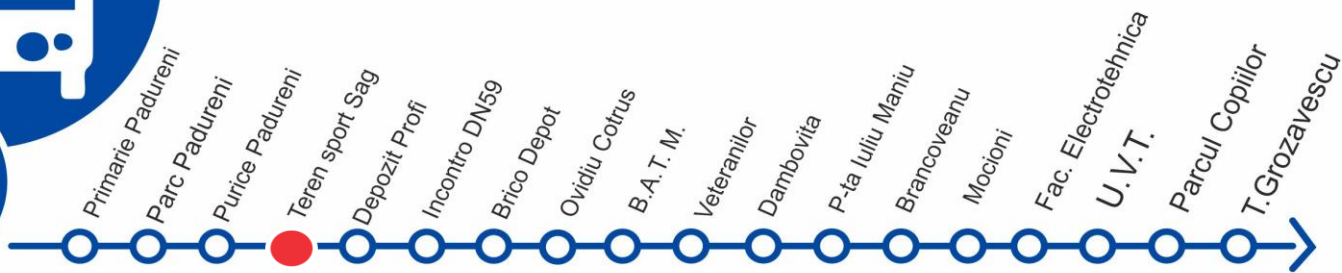 Primarie Padureni
Parc Padureni
Purice Padureni
Teren sport Sag
Depozit Profi
Incontro DN59
Brico Depot
Ovidiu Cotrus
B.A.T.M.
Veteranilor
Dambovita
P-ta Iuliu Maniu
Brancoveanu
Mocioni
Fac. Electrotehnica
U.V.T.
Parcul Copiilor
T.Grozavescu